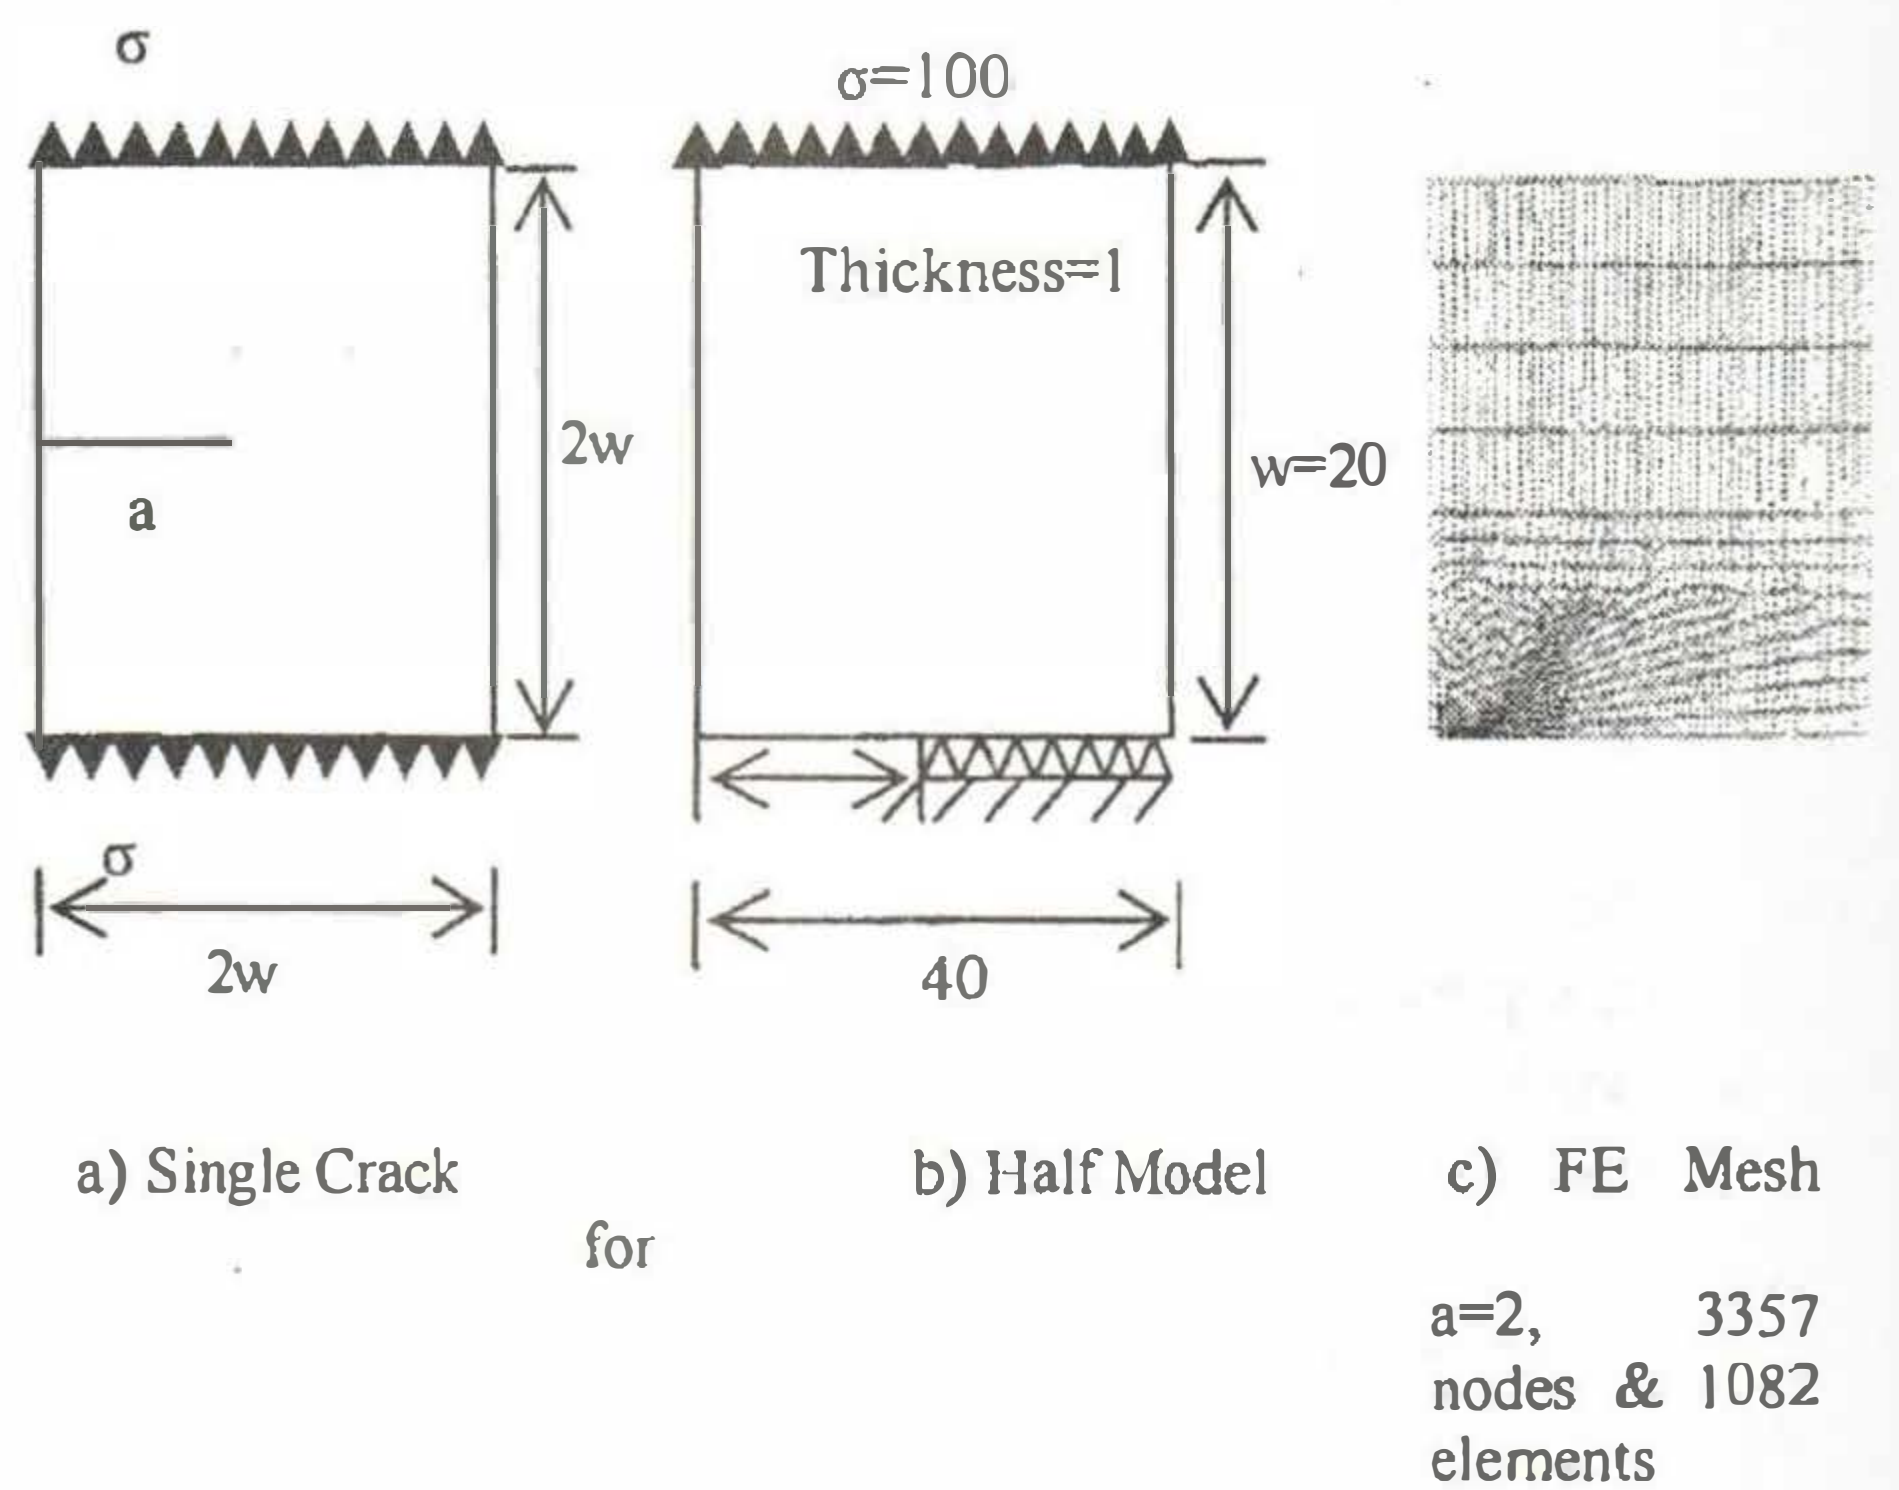 σ
σ=100
Thickness=1
2w
w=20
a
σ
2w
40
a) Single Crack
b) Half Model
c) FE Mesh
for
a=2, 3357
nodes & 1082
elements